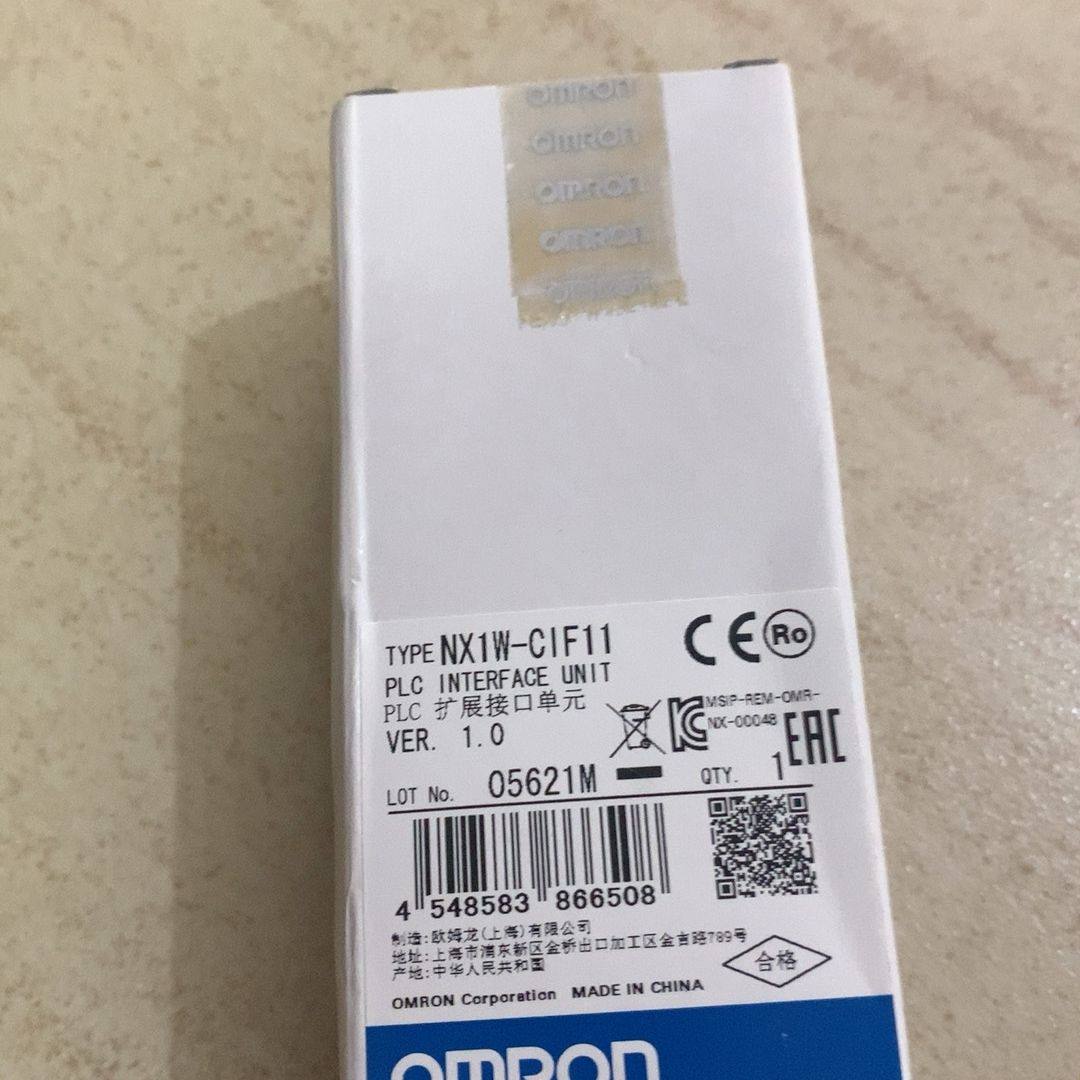 OMRON
OMRON
OMRON
OMRON
OMRON
TYPE NX1W-CIF11
CE Ro
PLC INTERFACE UNIT
PLC 扩展接口单元
MSIP-REM-OMR-
NX-00048
VER. 1.0
EAC
LOT No. 05621M
QTY. 1
4 548583 866508
制造:欧姆龙(上海)有限公司
地址:上海市浦东新区金桥出口加工区金吉路789号
产地:中华人民共和国
合格
OMRON Corporation MADE IN CHINA
OMRON